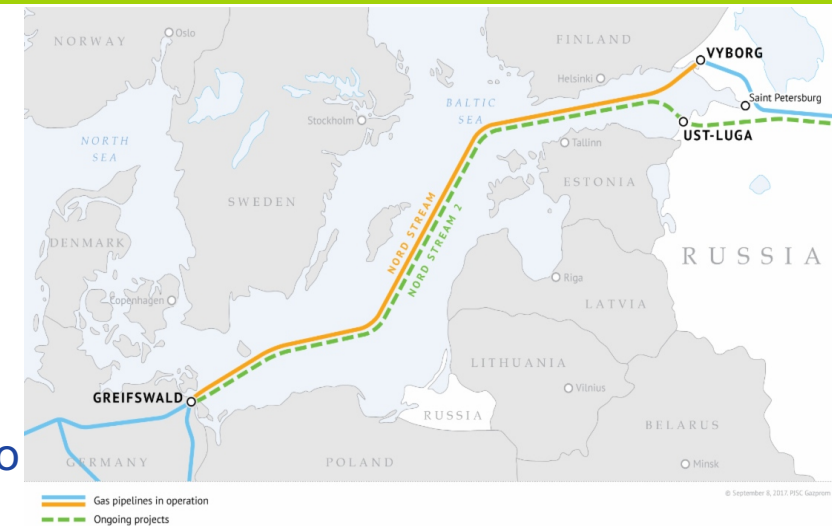 NORWAY
Oslo
FINLAND
VYBORG
Helsinki
Saint Petersburg
BALTIC
SEA
Stockholm
UST-LUGA
NORTH
SEA
Tallinn
ESTONIA
SWEDEN
NORD STREAM
NORD STREAM 2
DENMARK
RUSSIA
Riga
Copenhagen
LATVIA
LITHUANIA
GREIFSWALD
Vilnius
RUSSIA
BELARUS
GERMANY
POLAND
Minsk
Gas pipelines in operation
© September 8, 2017. PJSC Gazprom
Ongoing projects